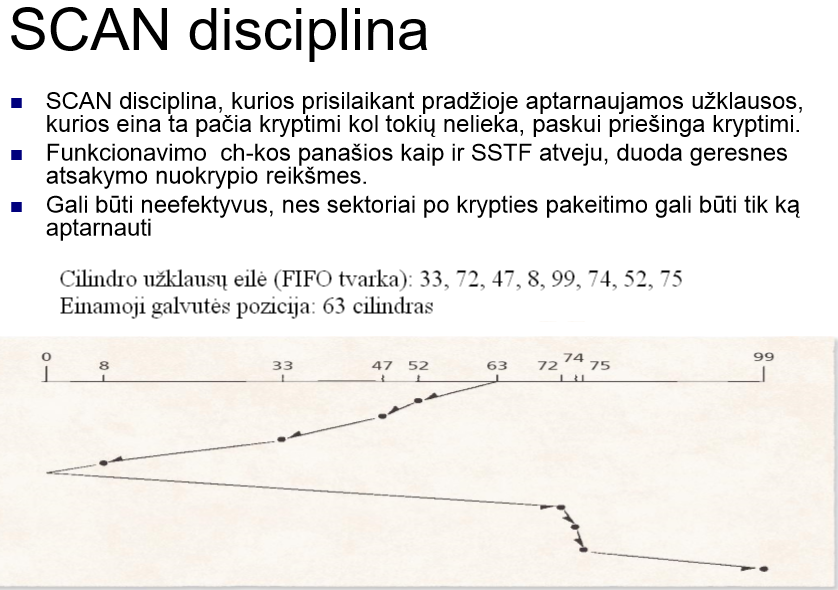 SCAN disciplina
SCAN disciplina, kurios prisilaikant pradžioje aptarnaujamos užklausos,
kurios eina ta pačia kryptimi kol tokių nelieka, paskui priešinga kryptimi.
Funkcionavimo ch-kos panašios kaip ir SSTF atveju, duoda geresnes
atsakymo nuokrypio reikšmes.
Gali būti neefektyvus, nes sektoriai po krypties pakeitimo gali būti tik ką
aptarnauti
Cilindro užklausų eilė (FIFO tvarka): 33, 72, 47, 8, 99, 74, 52, 75
Einamoji galvutės pozicija: 63 cilindras
0 8 33 47 52 63 72 74 75 99